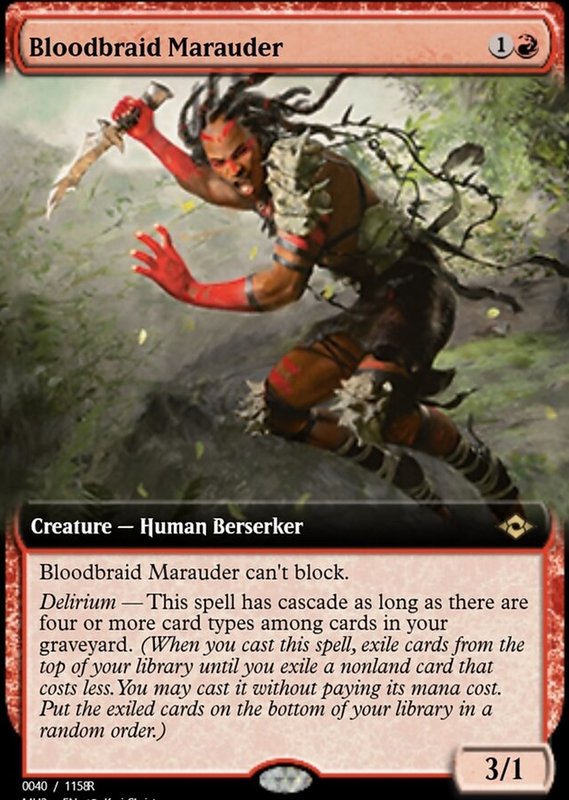 Bloodbraid Marauder
1
Creature — Human Berserker
Bloodbraid Marauder can't block.
Delirium — This spell has cascade as long as there are
four or more card types among cards in your
graveyard. (When you cast this spell, exile cards from the
top of your library until you exile a nonland card that
costs less. You may cast it without paying its mana cost.
Put the exiled cards on the bottom of your library in a
random order.)
3/1
0040 / 1158R